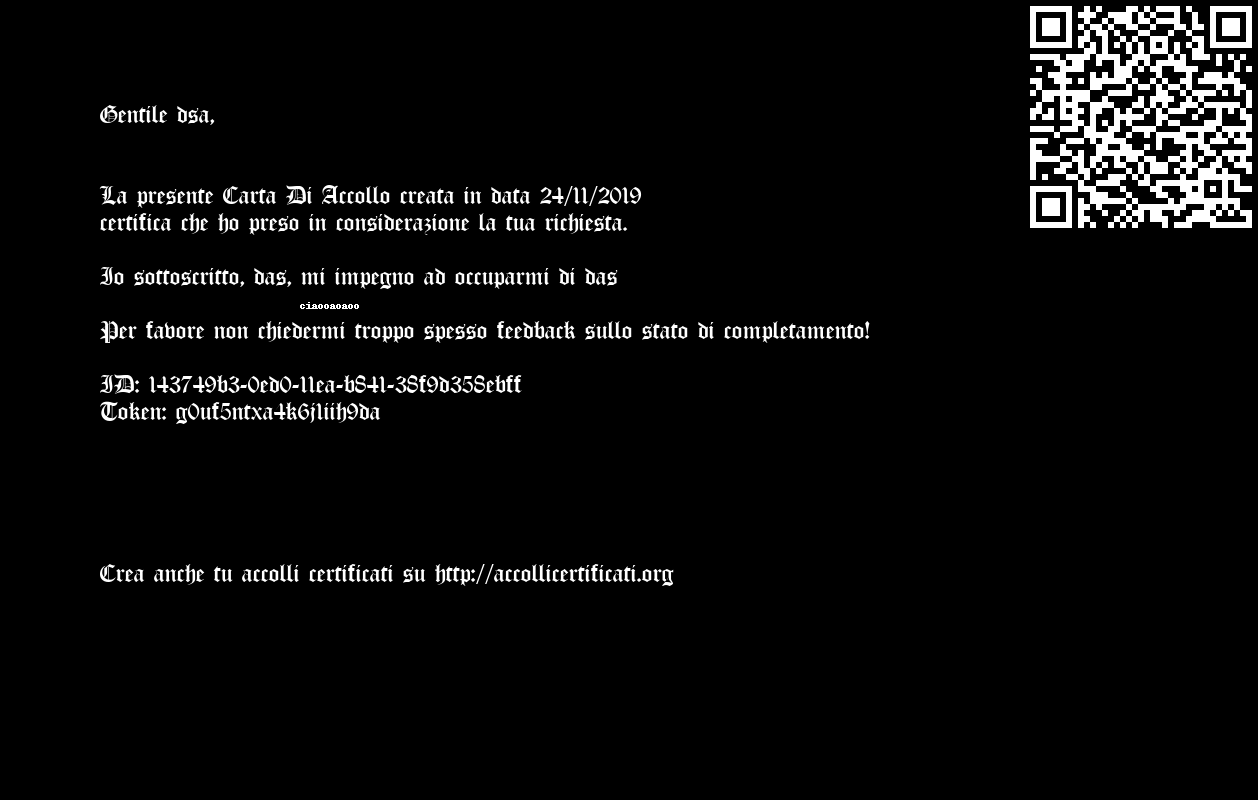 Gentile dsa,
La presente Carta Di Accollo creata in data 24/11/2019
certifica che ho preso in considerazione la tua richiesta.
Io sottoscritto, das, mi impegno ad occuparmi di das
ciaooaoaoo
Per favore non chiedermi troppo spesso feedback sullo stato di completamento!
ID: 143749b3-0ed0-11ea-b841-38f9d358ebff
Token: g0uf5ntxa4k6j1iih9da
Crea anche tu accolli certificati su http://accollicertificati.org